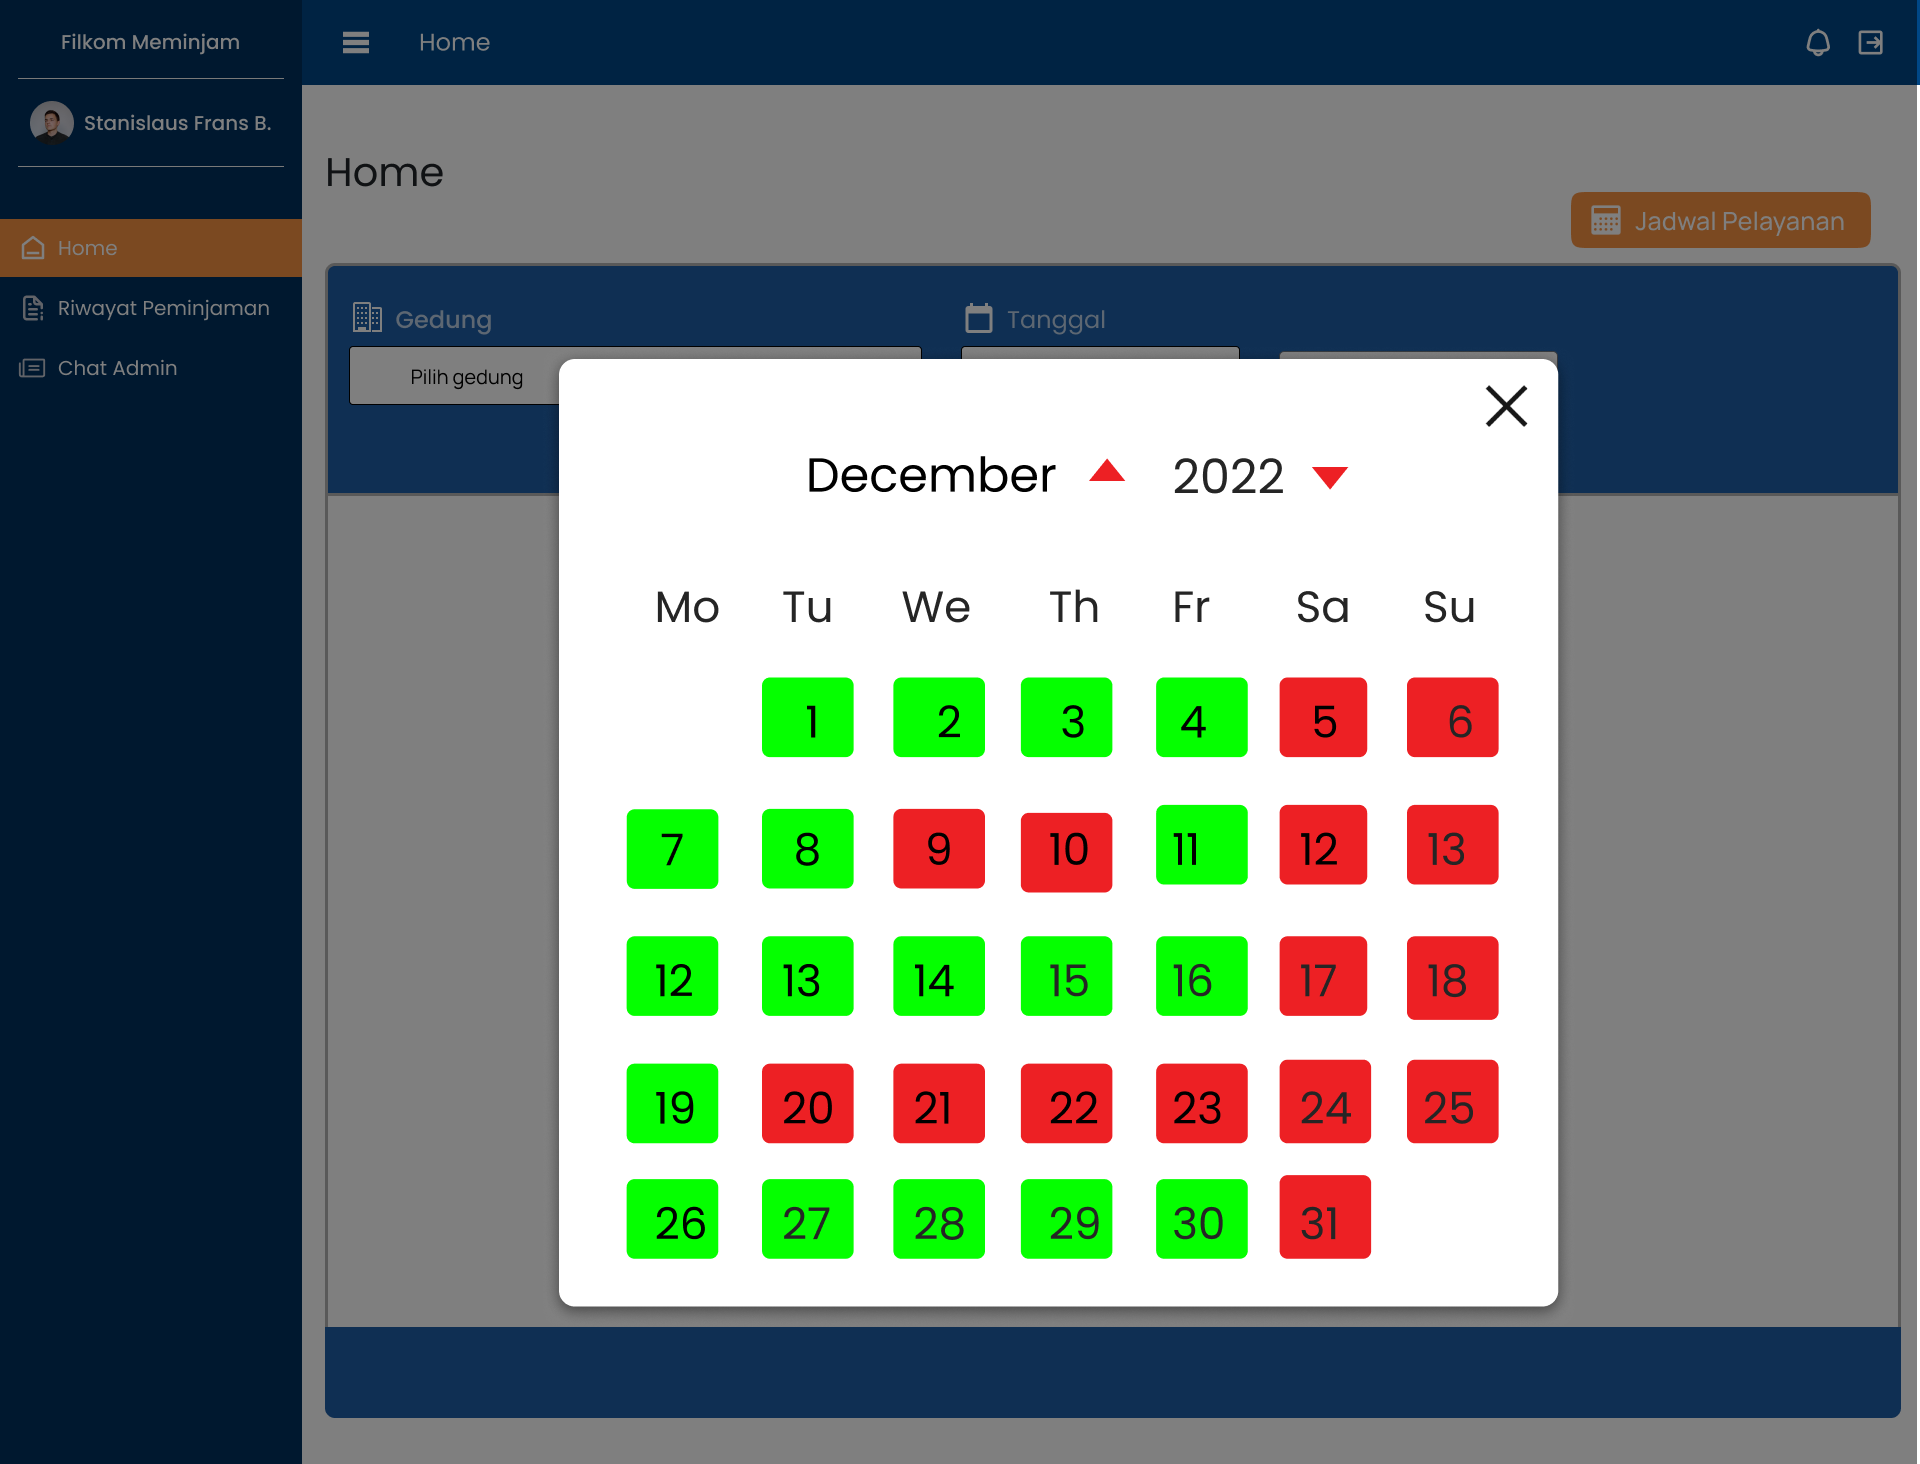 Filkom Meminjam
Stanislaus Frans B.
Home
Riwayat Peminjaman
Chat Admin
Home
Home
Jadwal Pelayanan
Gedung
Tanggal
Pilih gedung
December 2022
Mo Tu We Th Fr Sa Su
1 2 3 4 5 6
7 8 9 10 11 12 13
12 13 14 15 16 17 18
19 20 21 22 23 24 25
26 27 28 29 30 31